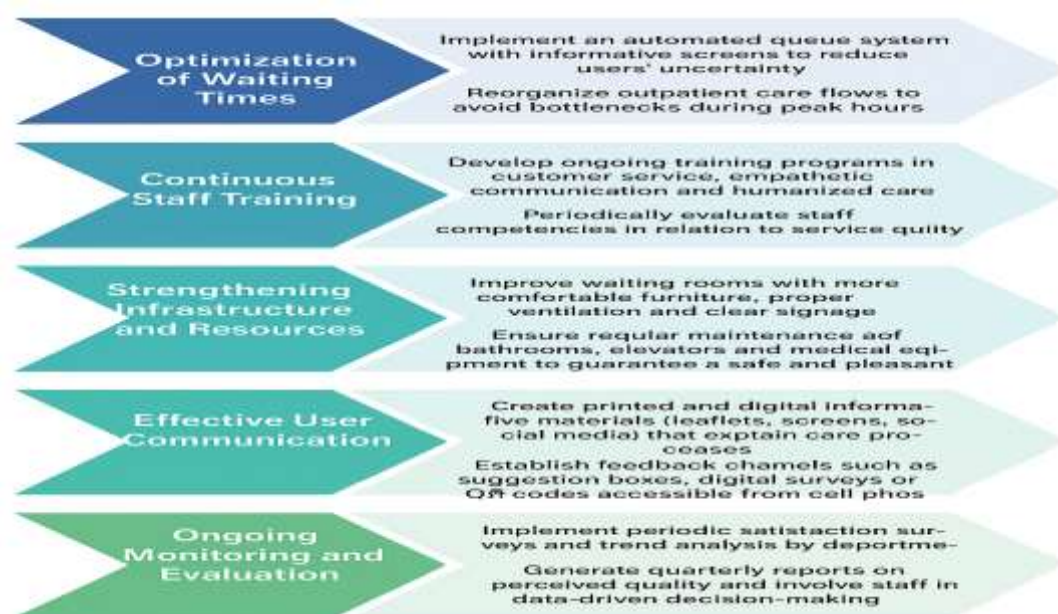 Optimization
of Waiting
Times
Implement an automated queue system
with informative screens to reduce
users' uncertainty
Reorganize outpatient care flows to
avoid bottlenecks during peak hours
Continuous
Staff Training
Develop ongoing training programs in
customer service, empathetic
communication and humanized care
Periodically evaluate staff
competencies in relation to service quiity
Strengthening
Infrastructure
and Resources
Improve waiting rooms with more
comfortable furniture, proper
ventilation and clear signage
Ensure reqular maintenance aof
bathrooms, elevators and medical eqi-
pment to guarantee a safe and pleasant
Effective User
Communication
Create printed and digital informa-
five materials (leaflets, screens, so-
cial media) that exptain care pro-
ceases
Establish feedback chamels such as
suggestion boxes, digital surveys or
codes accessible from cell phos
Ongoing
Monitoring and
Evaluation
Implement periodic satistaction sur-
veys and trend analysis by deportme-
Generate quarterly reports on
perceived quality and involve staff in
data-driven decision-making